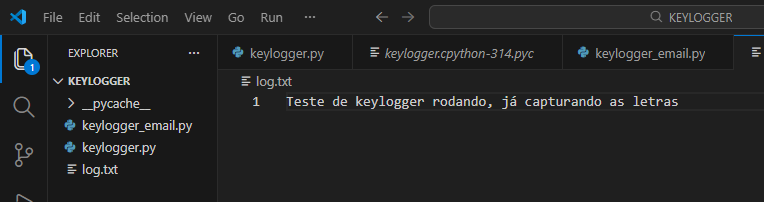 File Edit Selection View Go Run ··· ← → KEYLOGGER
EXPLORER ··· keylogger.py keylogger.cpython-314.pyc keylogger_email.py
1
KEYLOGGER
log.txt
__pycache__
1 Teste de keylogger rodando, já capturando as letras
keylogger_email.py
keylogger.py
log.txt